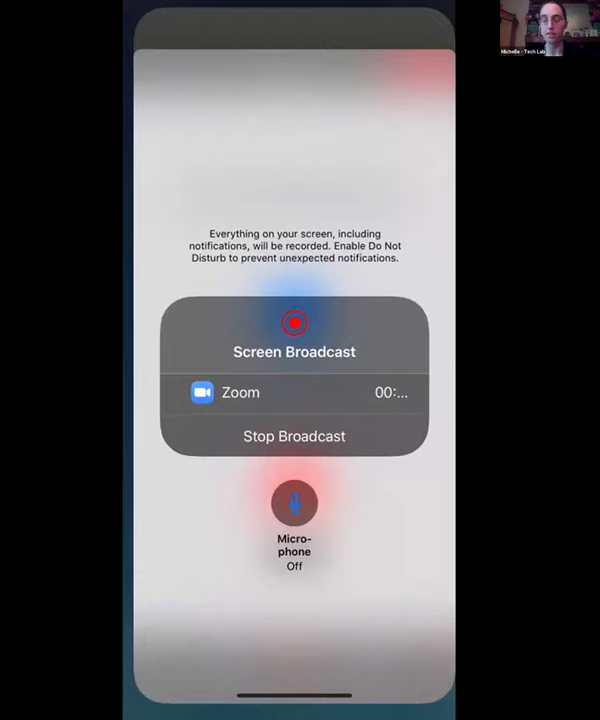 Michelle - Tech Lab
Everything on your screen, including
notifications, will be recorded. Enable Do Not
Disturb to prevent unexpected notifications.
Screen Broadcast
Zoom 00:...
Stop Broadcast
Micro-
phone
Off